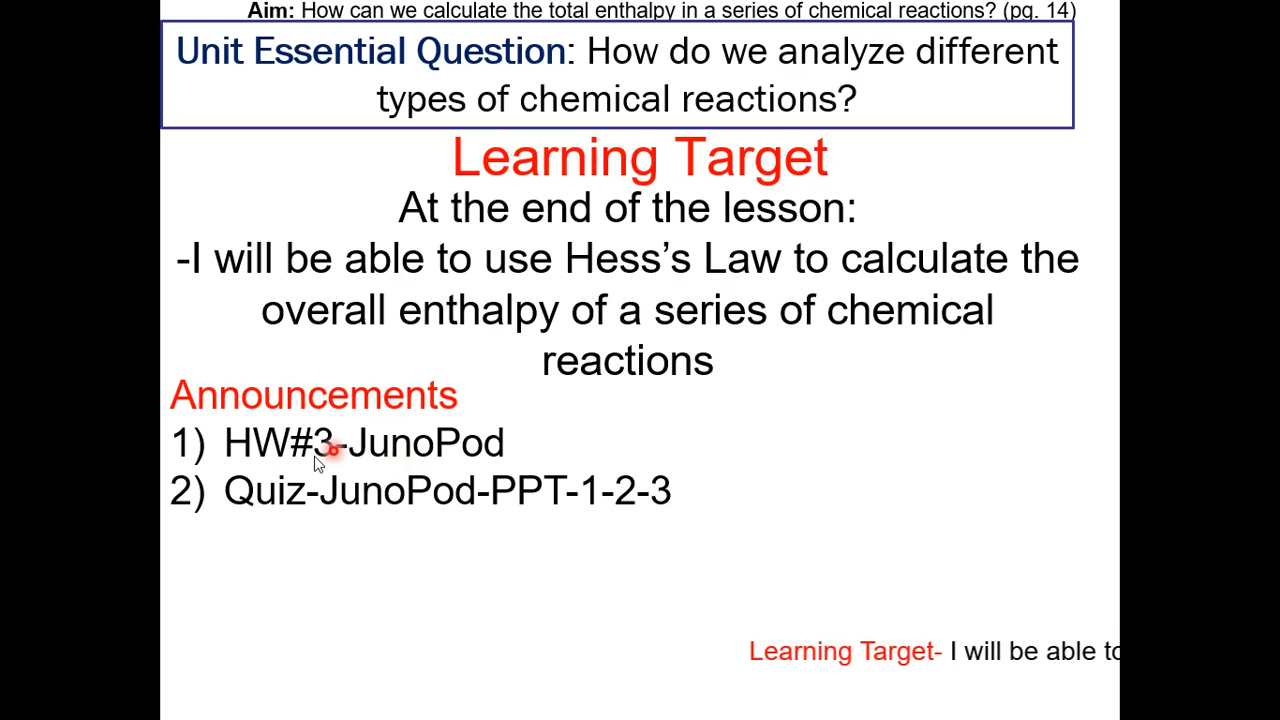 Aim: How can we calculate the total enthalpy in a series of chemical reactions? (pg. 14)
Unit Essential Question: How do we analyze different
types of chemical reactions?
Learning Target
At the end of the lesson:
-I will be able to use Hess’s Law to calculate the
overall enthalpy of a series of chemical
reactions
Announcements
1) HW#3-JunoPod
2) Quiz-JunoPod-PPT-1-2-3
Learning Target- I will be able to